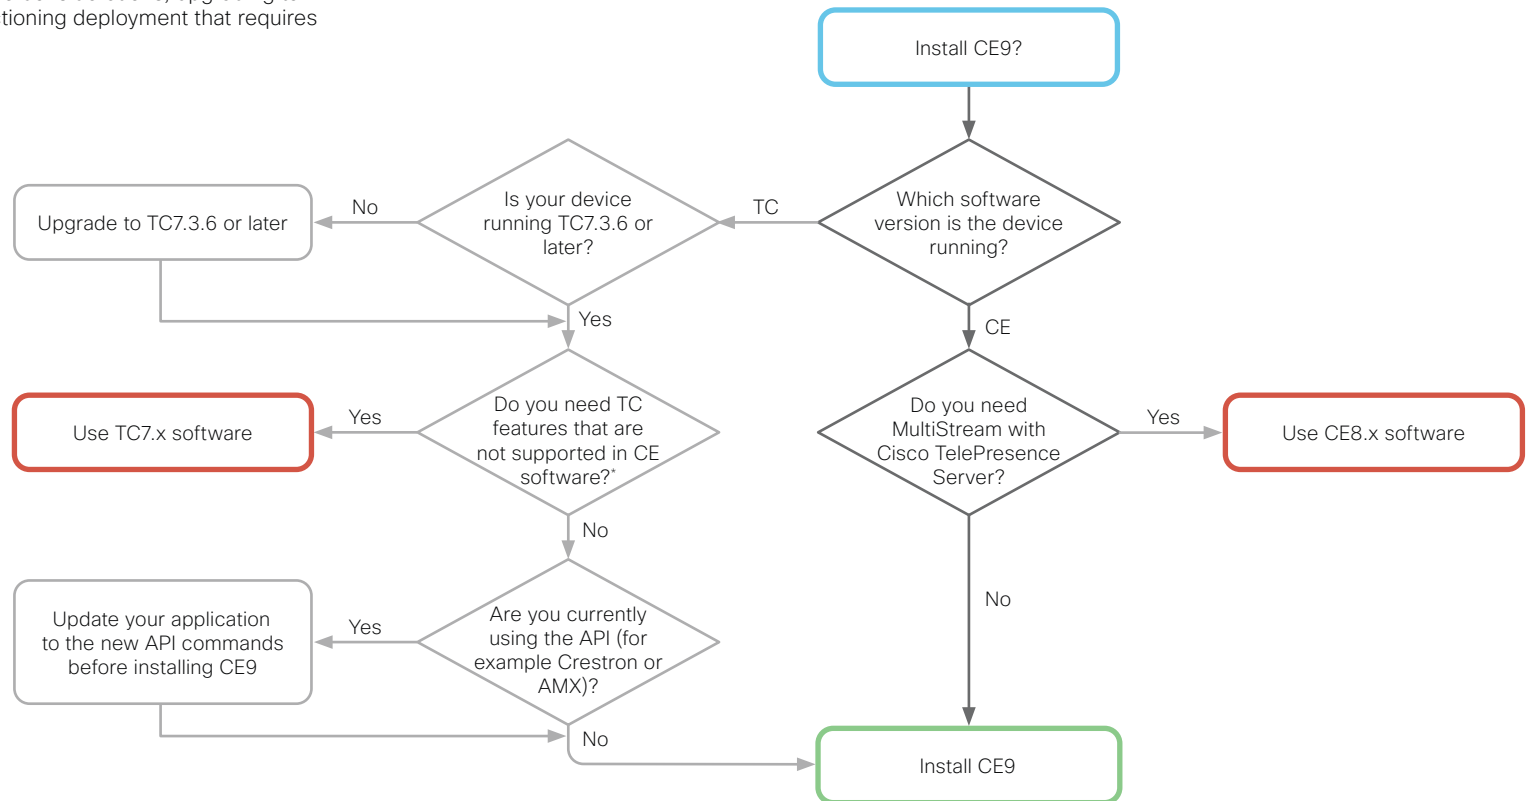 ctioning deployment that requires
Install CE9?
Which software
version is the device
running?
TC
Is your device
running TC7.3.6 or
later?
No
Upgrade to TC7.3.6 or later
Yes
CE
Do you need TC
features that are
not supported in CE
software?*
Yes
Use TC7.x software
Do you need
MultiStream with
Cisco TelePresence
Server?
Yes
Use CE8.x software
No
Are you currently
using the API (for
example Crestron or
AMX)?
Yes
Update your application
to the new API commands
before installing CE9
No
No
Install CE9